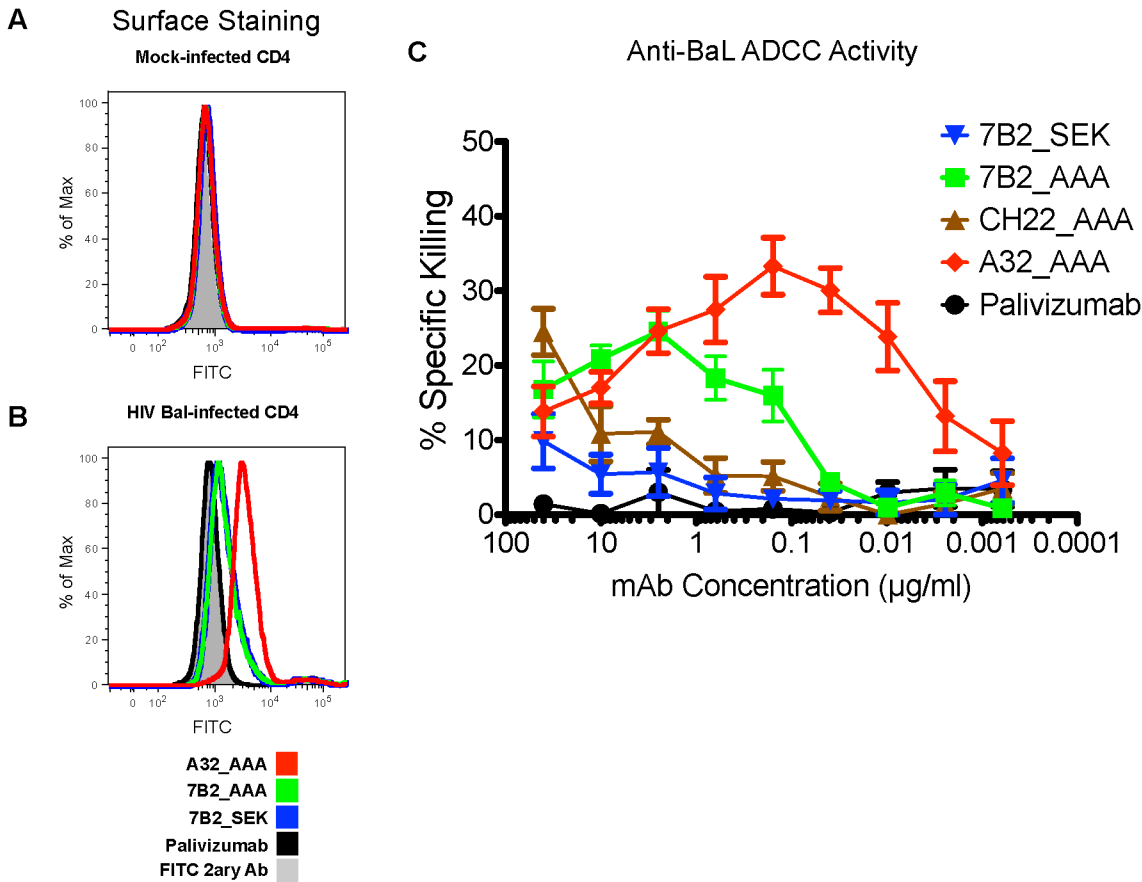 A
Surface Staining
Mock-infected CD4
100
80
60
40
20
0
% of Max
0 10² 10³ 10⁴ 10⁵
FITC
B
HIV Bal-infected CD4
100
80
60
40
20
0
% of Max
0 10² 10³ 10⁴ 10⁵
FITC
A32_AAA
7B2_AAA
7B2_SEK
Palivizumab
FITC 2ary Ab
C
Anti-BaL ADCC Activity
50
40
30
20
10
0
% Specific Killing
100 10 1 0.1 0.01 0.001 0.0001
mAb Concentration (µg/ml)
7B2_SEK
7B2_AAA
CH22_AAA
A32_AAA
Palivizumab